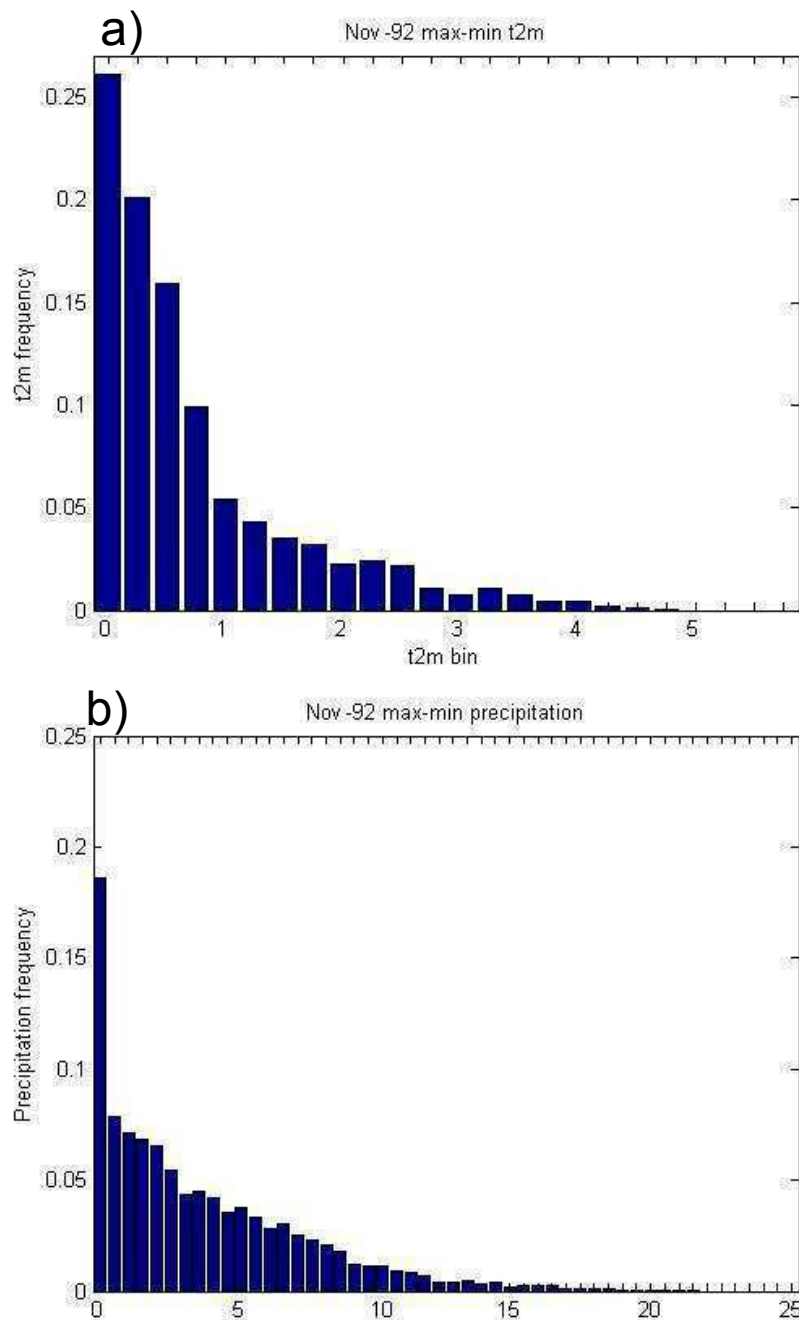 a)
Nov -92 max-min t2m
0.25
0.2
0.15
0.1
0.05
0
t2m frequency
0 1 2 3 4 5
t2m bin
b)
Nov -92 max-min precipitation
0.25
0.2
0.15
0.1
0.05
0
Precipitation frequency
0 5 10 15 20 25